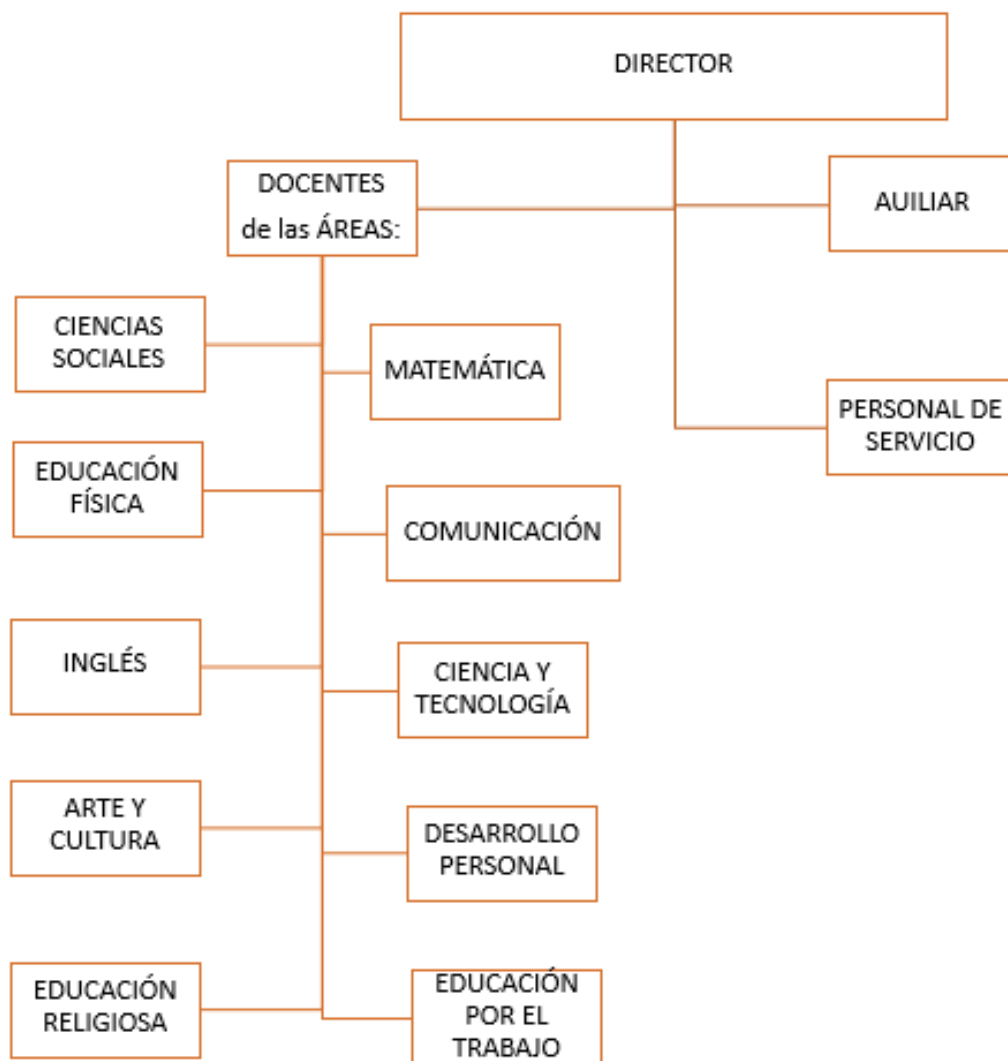 DIRECTOR
DOCENTES
de las ÁREAS:
AUILIAR
CIENCIAS
SOCIALES
MATEMÁTICA
PERSONAL DE
SERVICIO
EDUCACIÓN
FÍSICA
COMUNICACIÓN
INGLÉS
CIENCIA Y
TECNOLOGÍA
ARTE Y
CULTURA
DESARROLLO
PERSONAL
EDUCACIÓN
RELIGIOSA
EDUCACIÓN
POR EL
TRABAJO